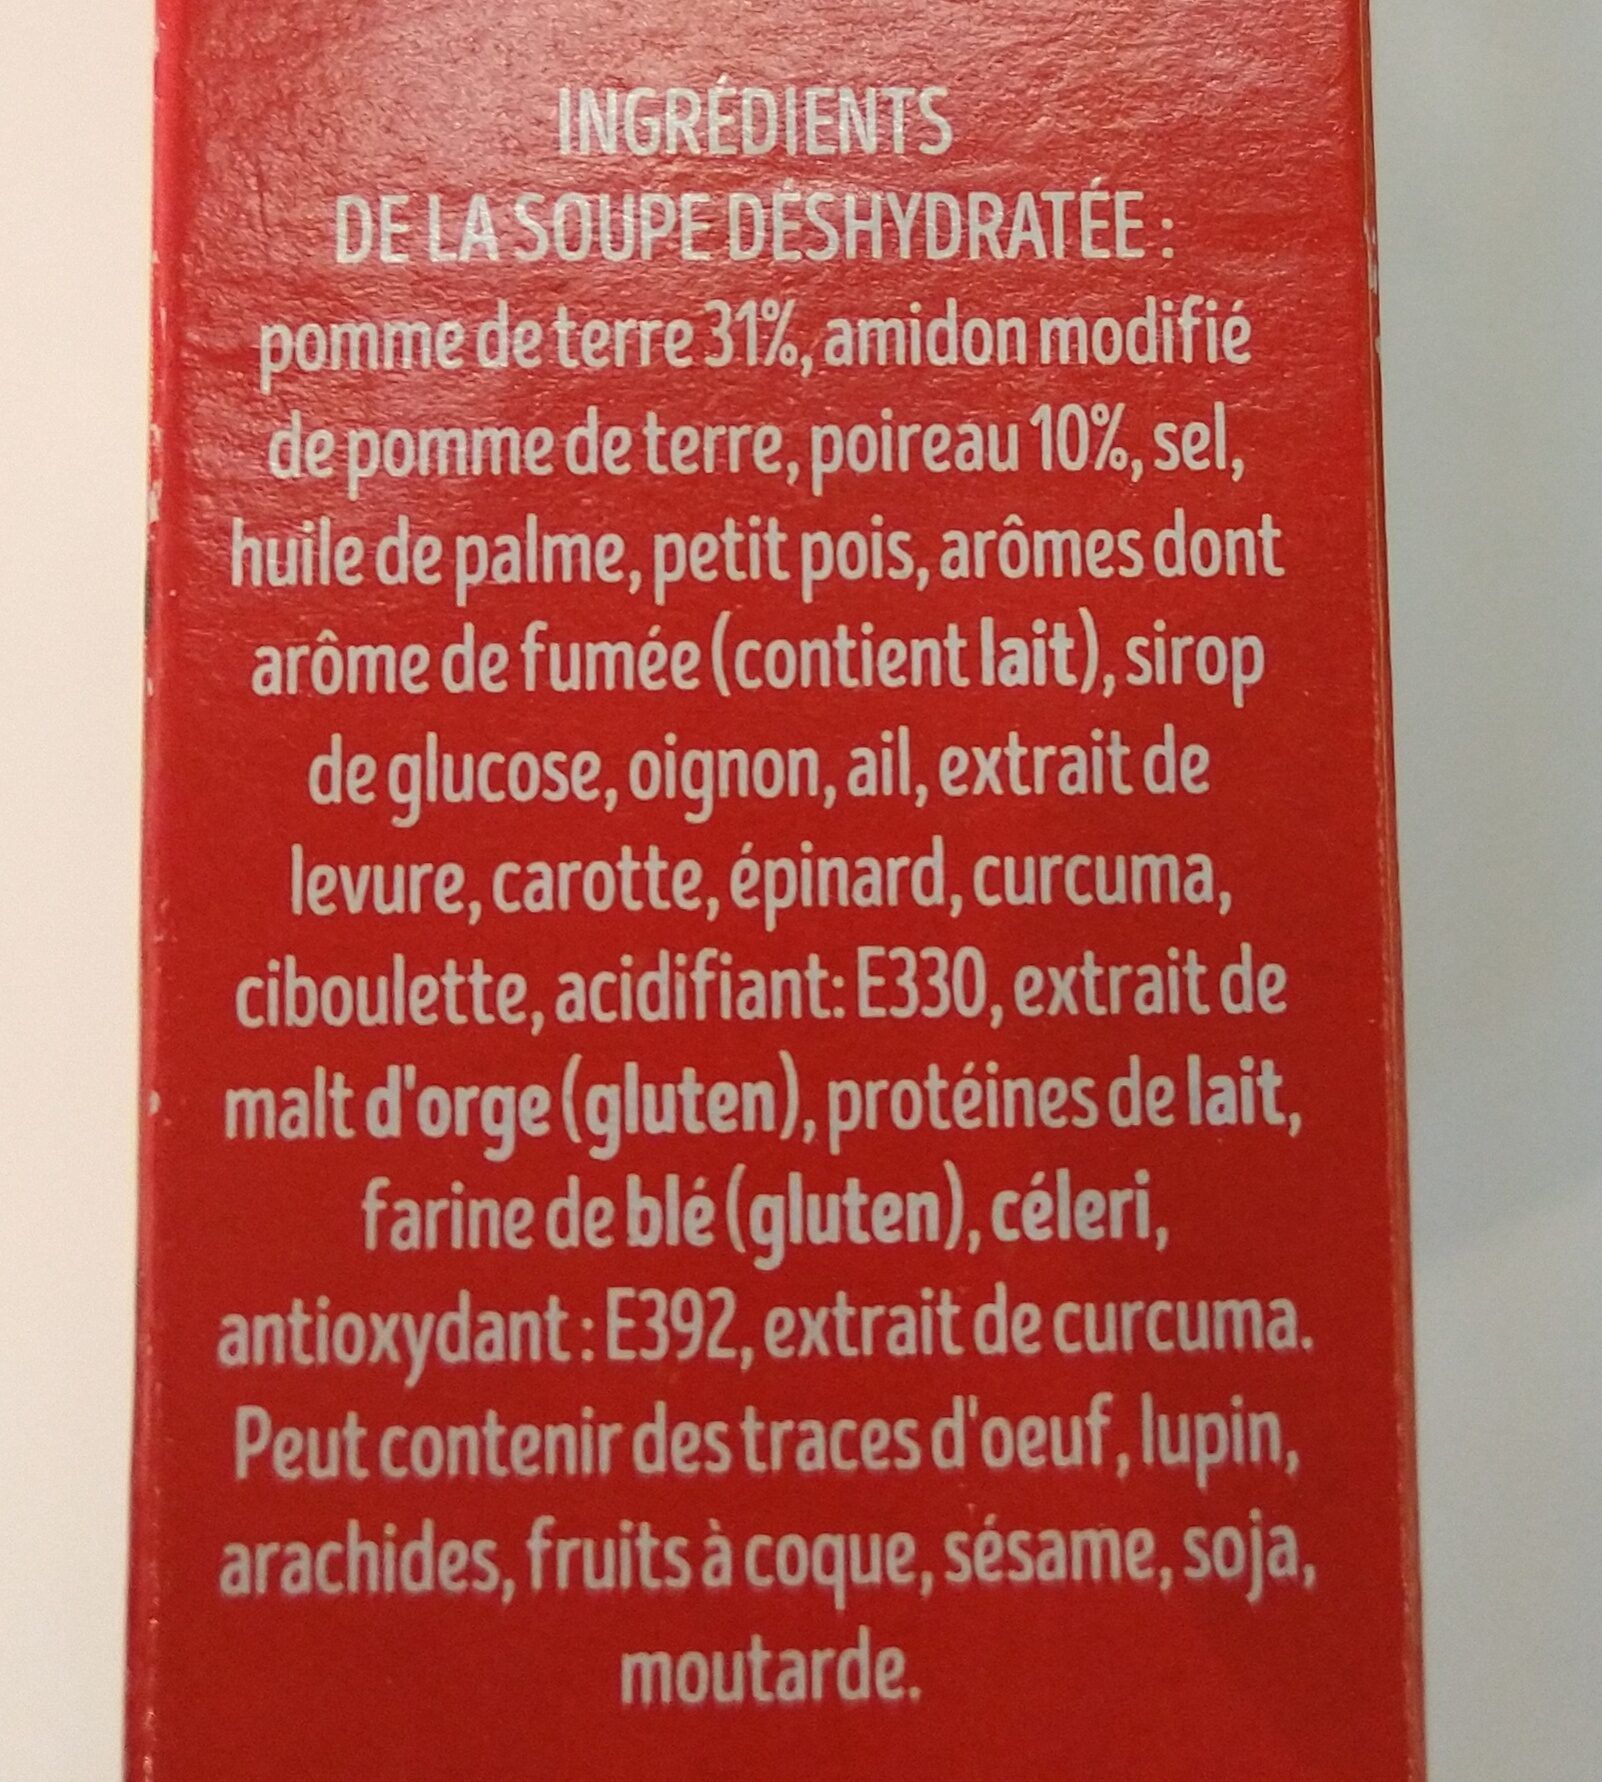 INGRÉDIENTS
DE LA SOUPE DÉSHYDRATÉE :
pomme de terre 31%, amidon modifié
de pomme de terre, poireau 10%, sel,
huile de palme, petit pois, arômes dont
arôme de fumée (contient lait), sirop
de glucose, oignon, ail, extrait de
levure, carotte, épinard, curcuma,
ciboulette, acidifiant: E330, extrait de
malt d'orge (gluten), protéines de lait,
farine de blé (gluten), céleri,
antioxydant : E392, extrait de curcuma.
Peut contenir des traces d'oeuf, lupin,
arachides, fruits à coque, sésame, soja,
moutarde.